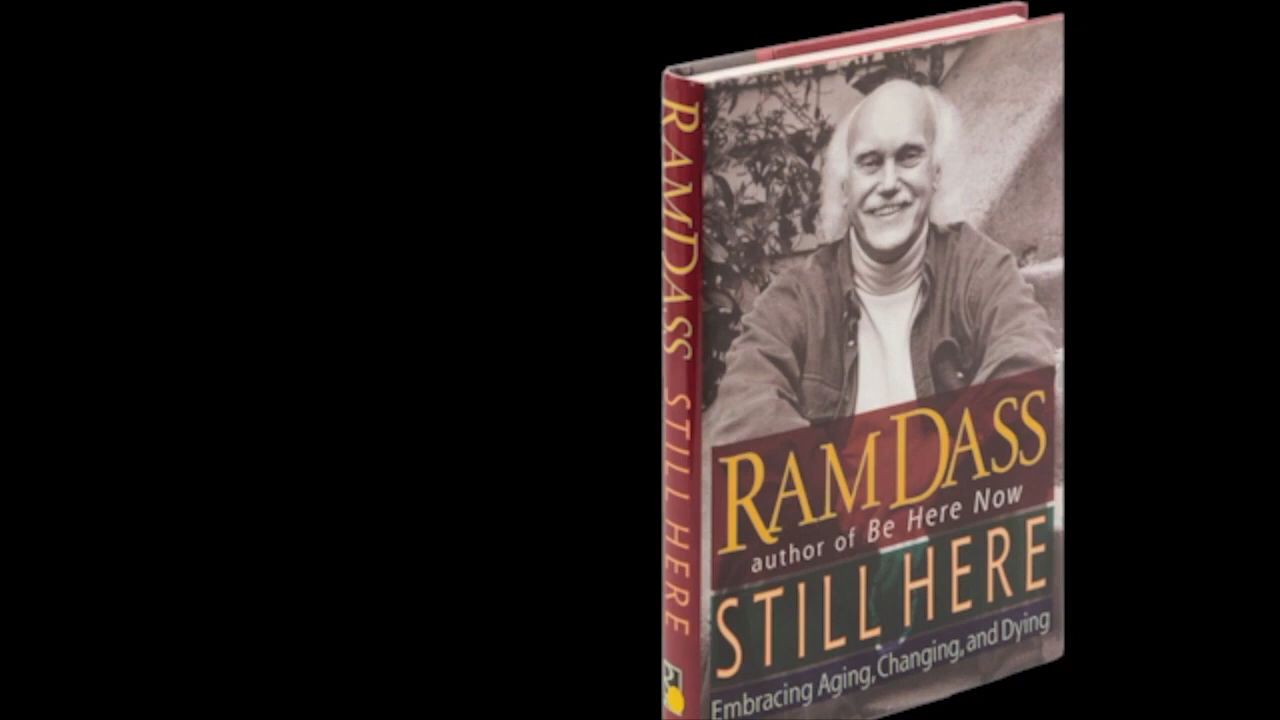 RAM DASS STILL HERE
RAM DASS
author of Be Here Now
STILL HERE
Embracing Aging, Changing, and Dying